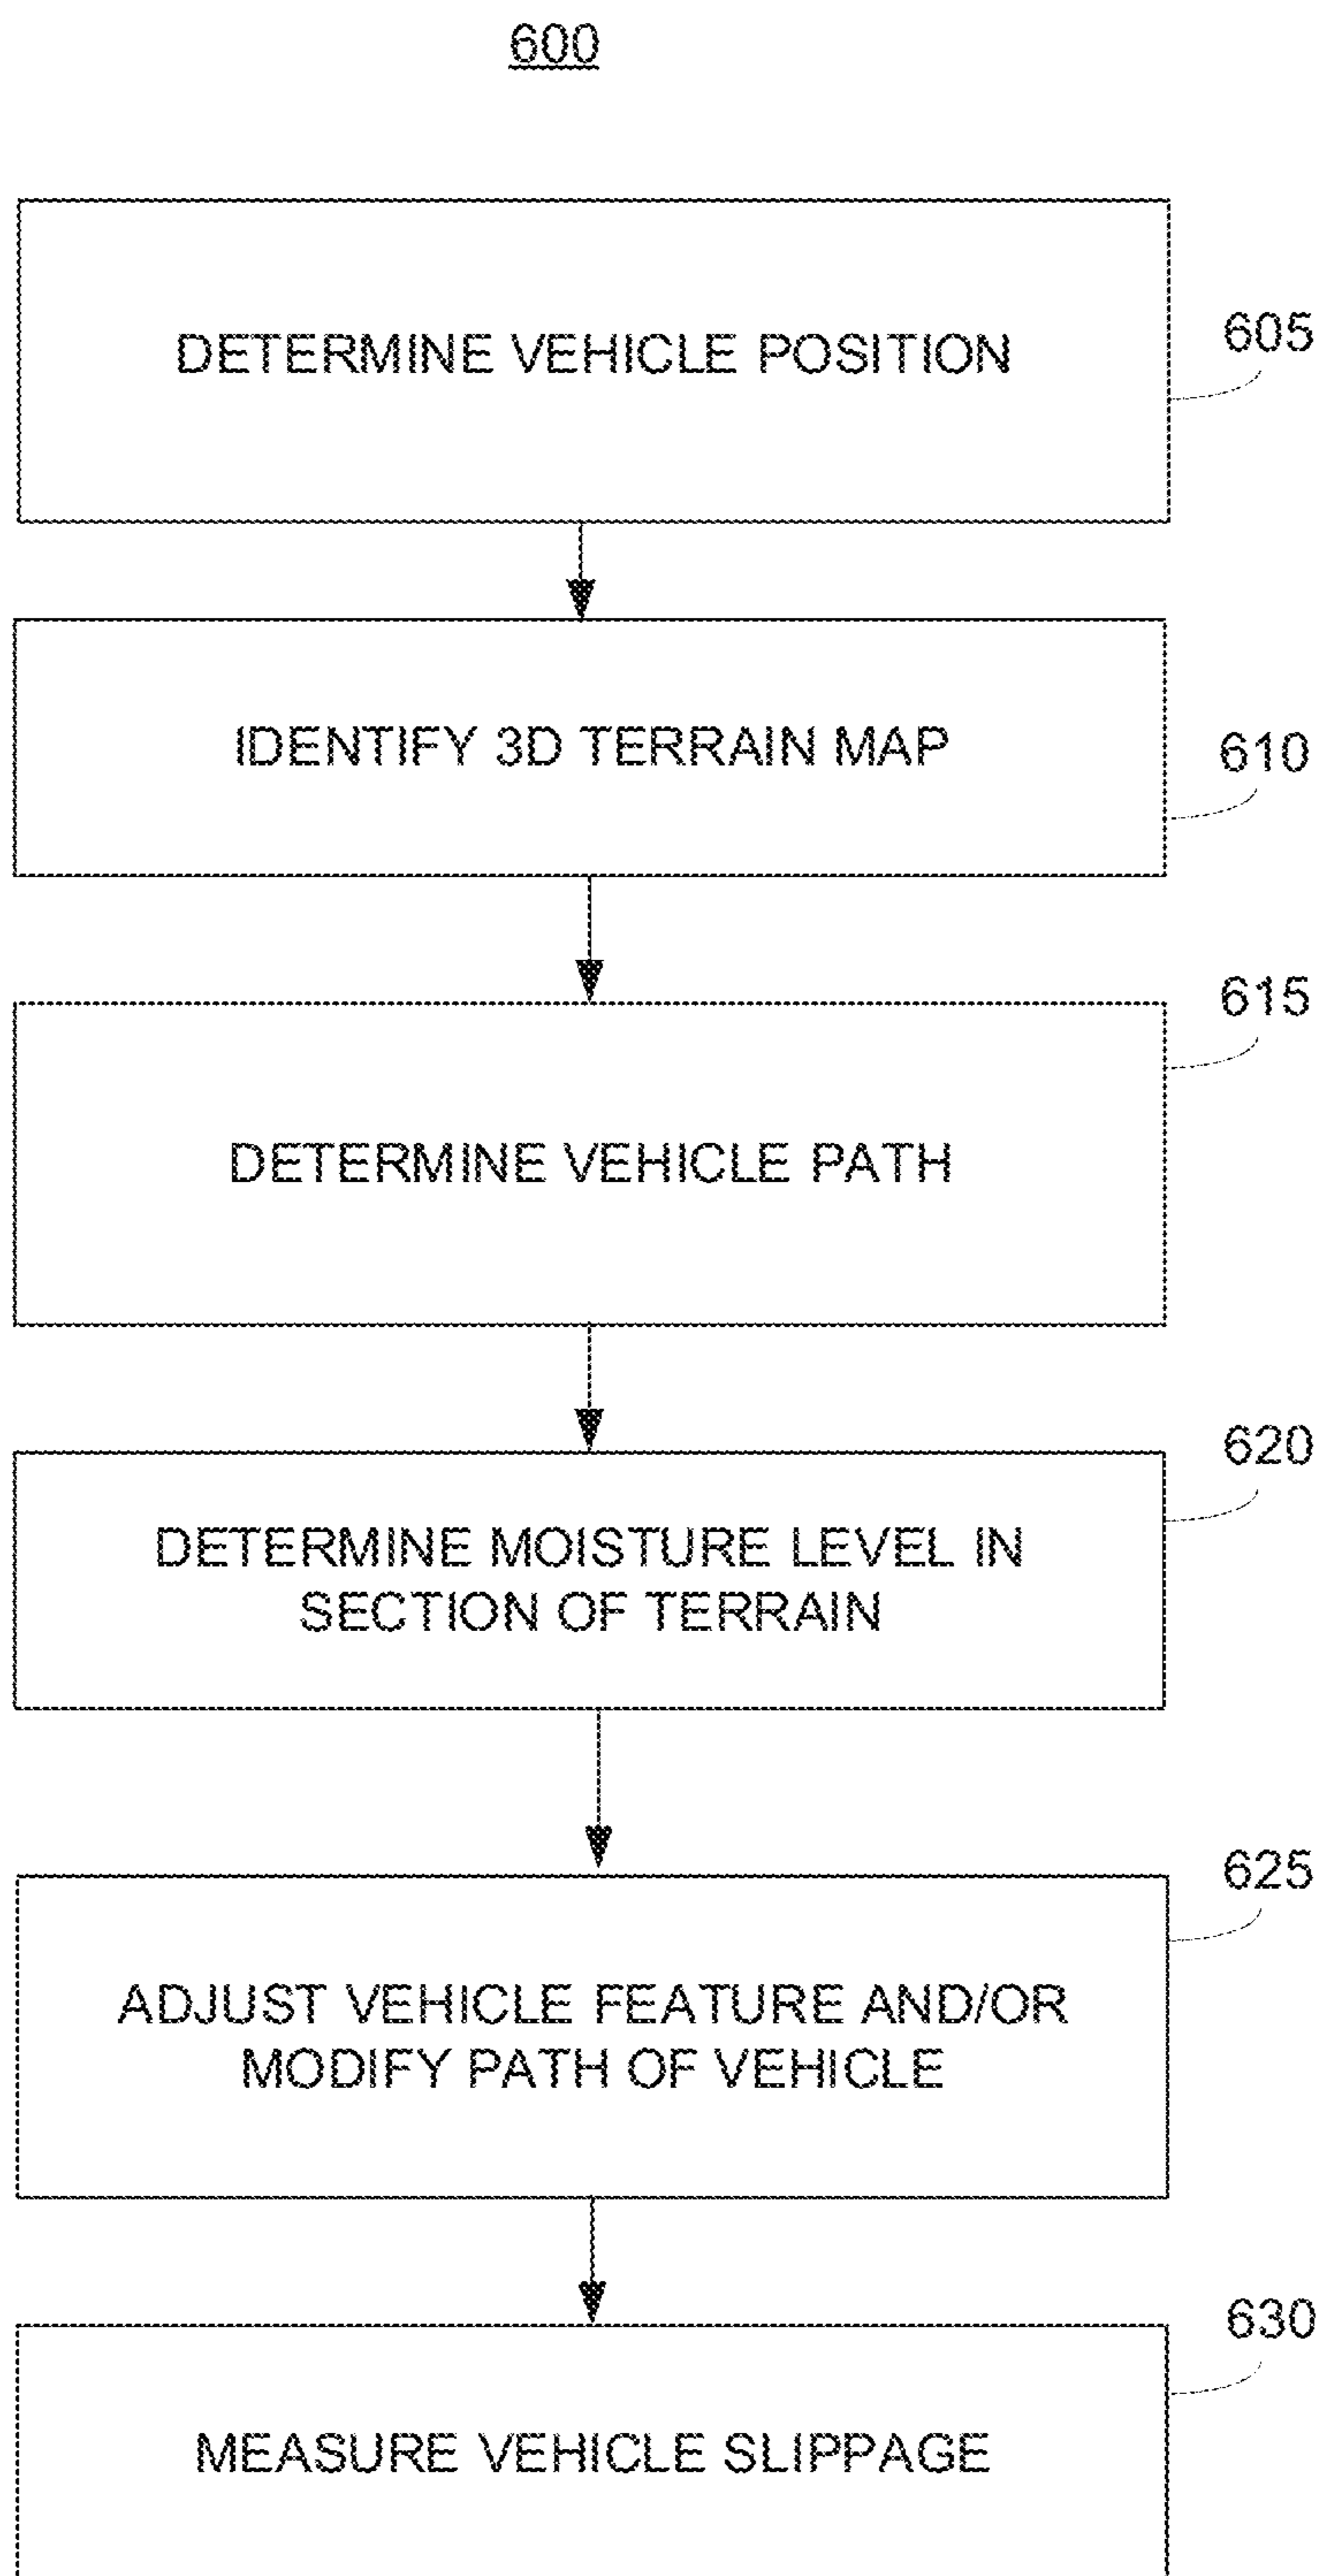 600
DETERMINE VEHICLE POSITION
605
IDENTIFY 3D TERRAIN MAP
610
615
DETERMINE VEHICLE PATH
620
DETERMINE MOISTURE LEVEL IN
SECTION OF TERRAIN
625
ADJUST VEHICLE FEATURE AND/OR
MODIFY PATH OF VEHICLE
630
MEASURE VEHICLE SLIPPAGE